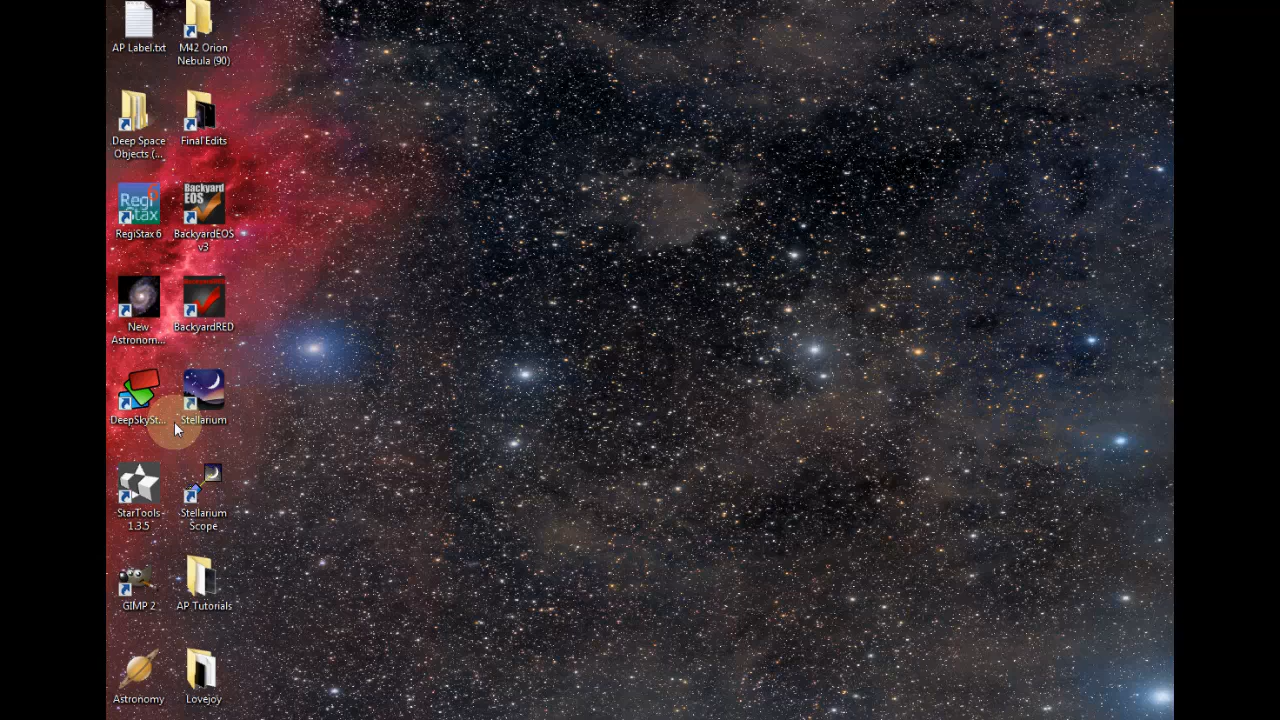 AP Label.txt
M42 Orion
Nebula (90)
Deep Space
Objects (...
Final Edits
Regi
Stax
6
RegiStax 6
Backyard
EOS
BackyardEOS
v3
New
Astronom...
BackyardRED
DeepSkySt...
Stellarium
StarTools
1.3.5
Stellarium
Scope
GIMP 2
AP Tutorials
Astronomy
Lovejoy